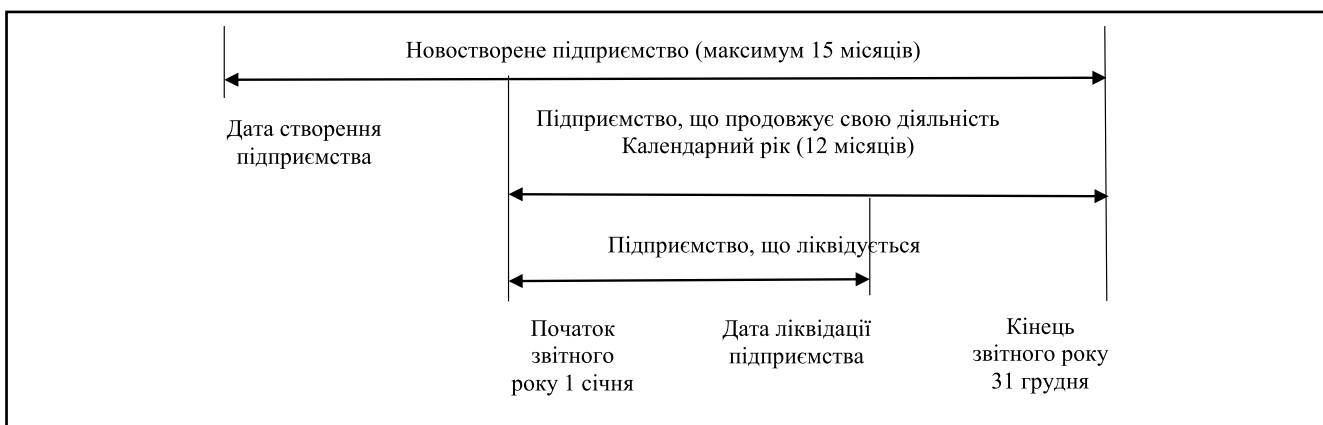 Новостворене підприємство (максимум 15 місяців)
Дата створення
підприємства
Підприємство, що продовжує свою діяльність
Календарний рік (12 місяців)
Підприємство, що ліквідується
Початок
звітного
року 1 січня
Дата ліквідації
підприємства
Кінець
звітного року
31 грудня